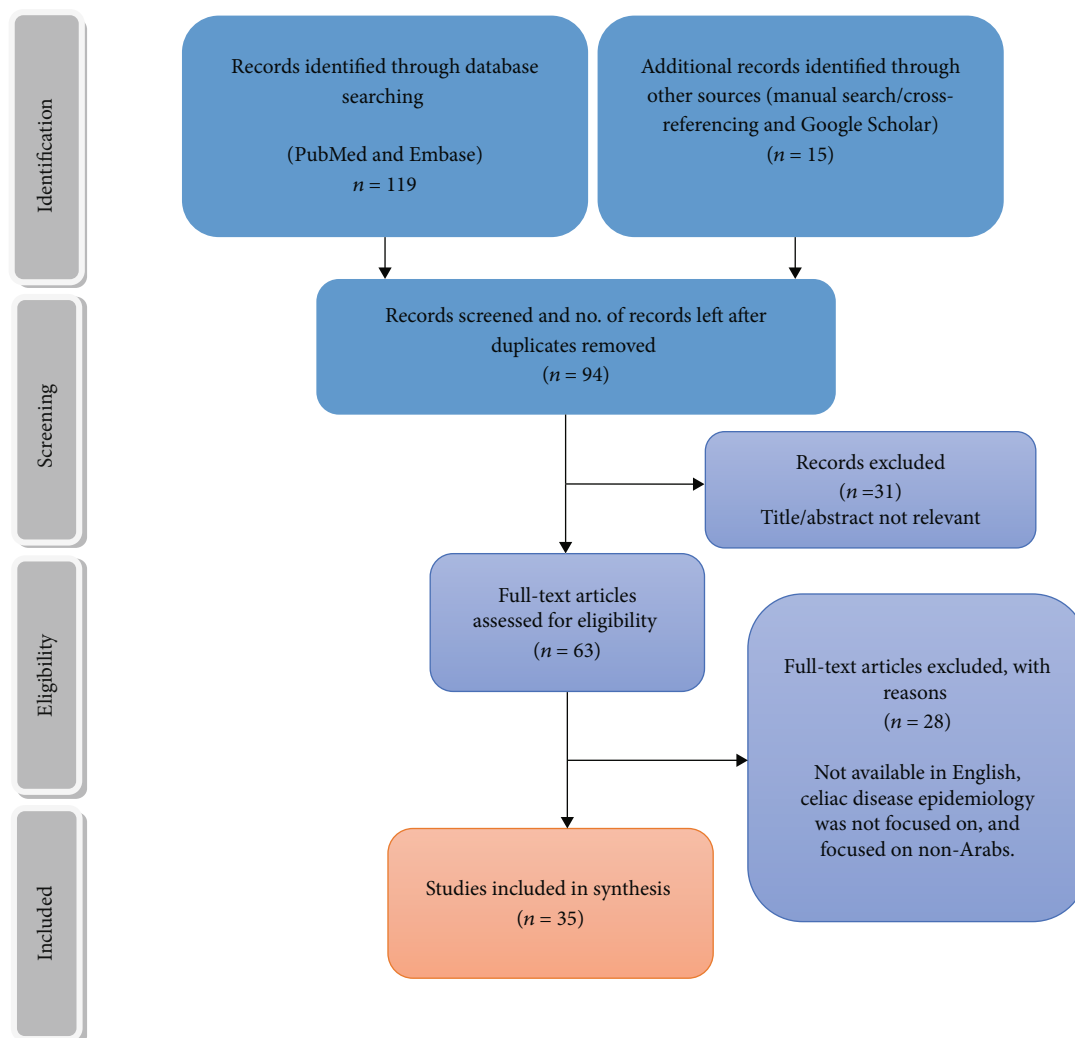 Identification
Records identified through database
searching
(PubMed and Embase)
n = 119
Additional records identified through
other sources (manual search/cross-
referencing and Google Scholar)
(n = 15)
Screening
Records screened and no. of records left after
duplicates removed
(n = 94)
Records excluded
(n =31)
Title/abstract not relevant
Eligibility
Full-text articles
assessed for eligibility
(n = 63)
Full-text articles excluded, with
reasons
(n = 28)
Not available in English,
celiac disease epidemiology
was not focused on, and
focused on non-Arabs.
Included
Studies included in synthesis
(n = 35)